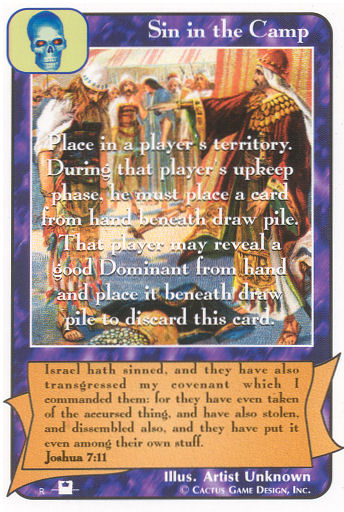 Sin in the Camp
Place in a player's territory.
During that player's upkeep
phase, he must place a card
from hand beneath draw pile.
That player may reveal a
good Dominant from hand
and place it beneath draw
pile to discard this card.
Israel hath sinned, and they have also
transgressed my covenant which I
commanded them: for they have even taken
of the accursed thing, and have also stolen,
and dissembled also, and they have put it
even among their own stuff.
Joshua 7:11
Illus. Artist Unknown
R
© Cactus Game Design, Inc.